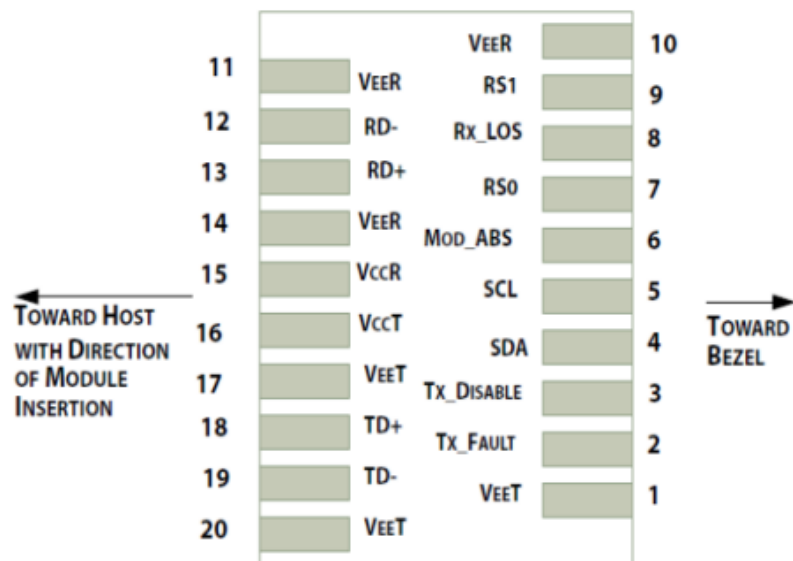 VEER 10
11 VEER
RS1 9
12 RD-
RX_LOS 8
13 RD+
RS0 7
14 VEER
MOD_ABS 6
15 VCCR
SCL 5
TOWARD HOST
WITH DIRECTION
OF MODULE
INSERTION
TOWARD
BEZEL
16 VCCT
SDA 4
17 VEET
TX_DISABLE 3
18 TD+
TX_FAULT 2
19 TD-
VEET 1
20 VEET